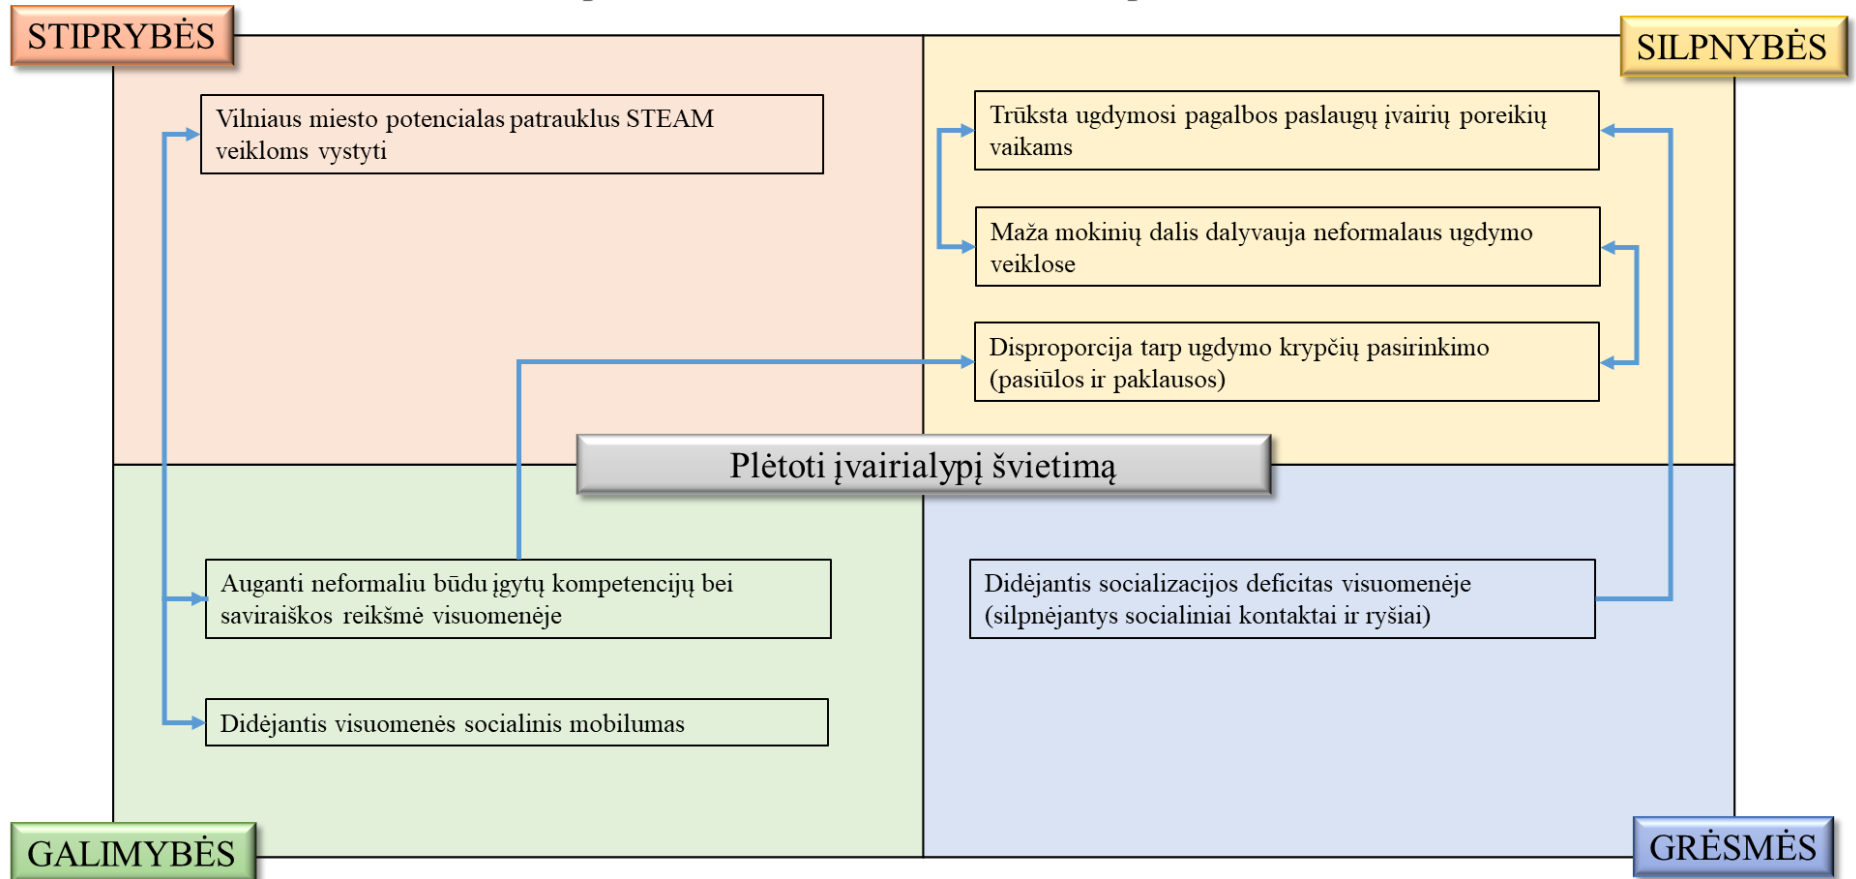 STIPRYBĖS
SILPNYBĖS
Vilniaus miesto potencialas patrauklus STEAM
veikloms vystyti
Trūksta ugdymosi pagalbos paslaugų įvairių poreikių
vaikams
Maža mokinių dalis dalyvauja neformalaus ugdymo
veiklose
Disproporcija tarp ugdymo krypčių pasirinkimo
(pasiūlos ir paklausos)
Plėtoti įvairialypį švietimą
Auganti neformaliu būdu įgytų kompetencijų bei
saviraiškos reikšmė visuomenėje
Didėjantis socializacijos deficitas visuomenėje
(silpnėjantys socialiniai kontaktai ir ryšiai)
Didėjantis visuomenės socialinis mobilumas
GALIMYBĖS
GRĖSMĖS